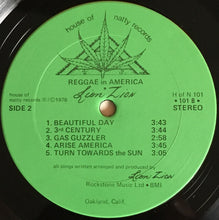 house of natty records
REGGAE in AMERICA
Leon Zion
house of
natty records Ⓟ©1978
SIDE 2
H of N 101
• 101 B •
STEREO
1. BEAUTIFUL DAY 3:43
2. 3rd CENTURY 3:44
3. GAS GUZZLER 2:58
4. ARISE AMERICA 5:05
5. TURN TOWARDS the SUN 3:05
all songs written arranged and produced by
Leon Zion
Rockstone Music Ltd • BMI
Oakland, Calif.